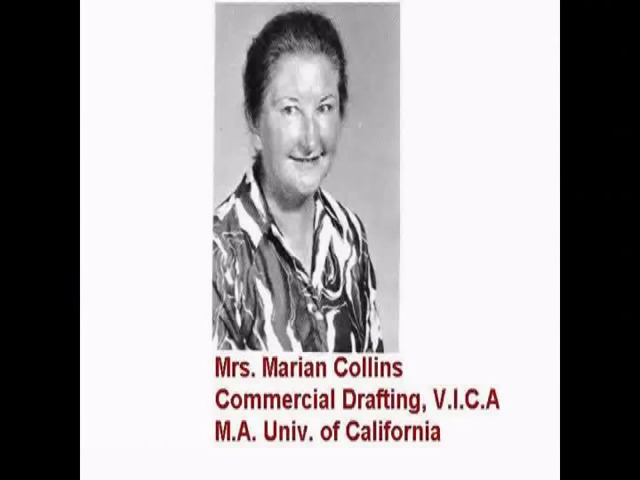 Mrs. Marian Collins
Commercial Drafting, V.I.C.A
M.A. Univ. of California